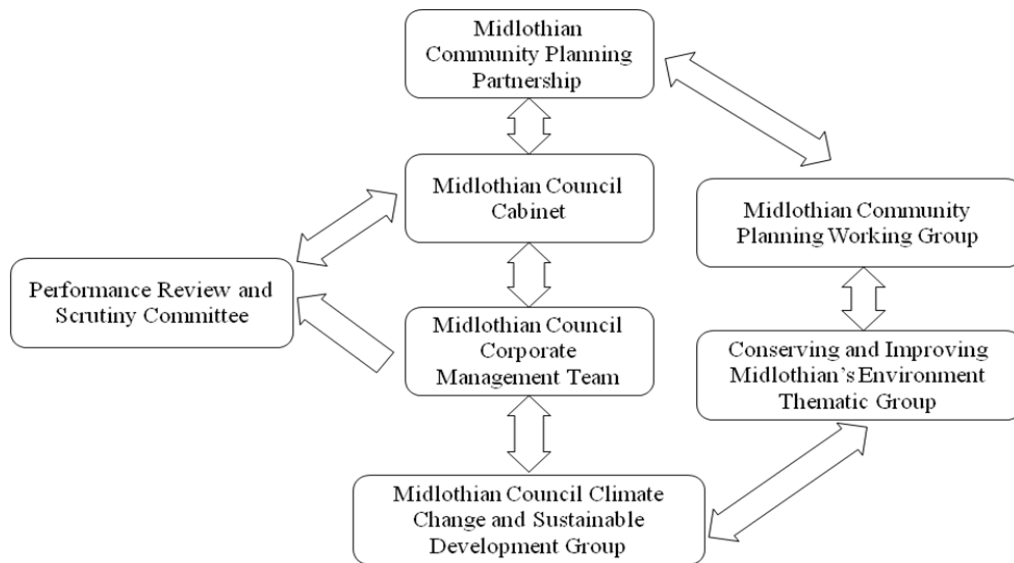 Midlothian
Community Planning
Partnership
Midlothian Council
Cabinet
Midlothian Community
Planning Working Group
Performance Review and
Scrutiny Committee
Midlothian Council
Corporate
Management Team
Conserving and Improving
Midlothian’s Environment
Thematic Group
Midlothian Council Climate
Change and Sustainable
Development Group